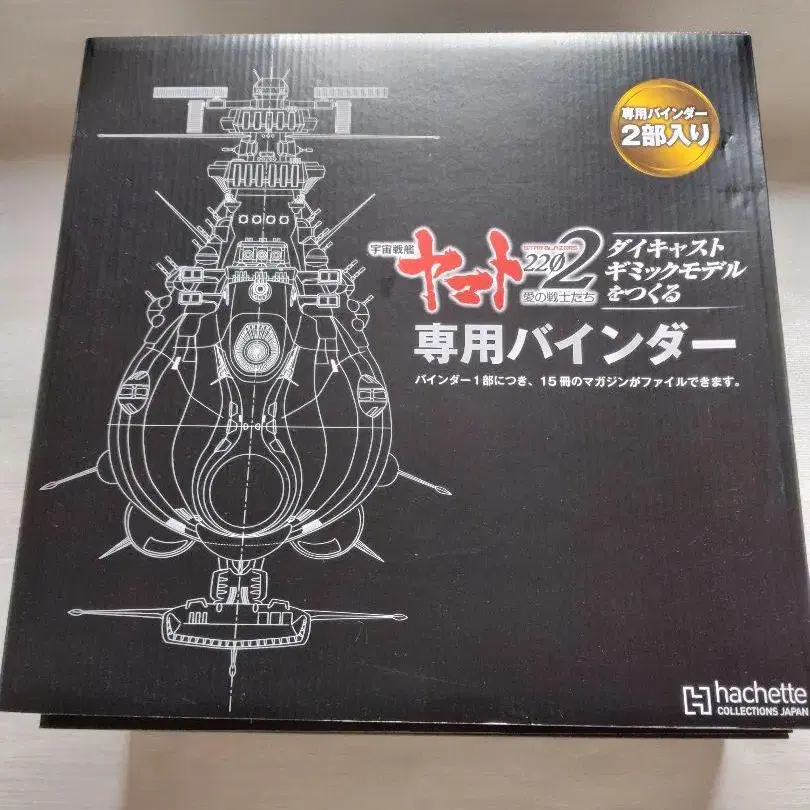 専用バインダー
2部入り
宇宙戦艦
ヤマト
STARBLAZERS
2202
愛の戦士たち
ダイキャスト
ギミックモデル
をつくる
専用バインダー
バインダー1部につき、15冊のマガジンがファイルできます。
hachette
COLLECTIONS JAPAN